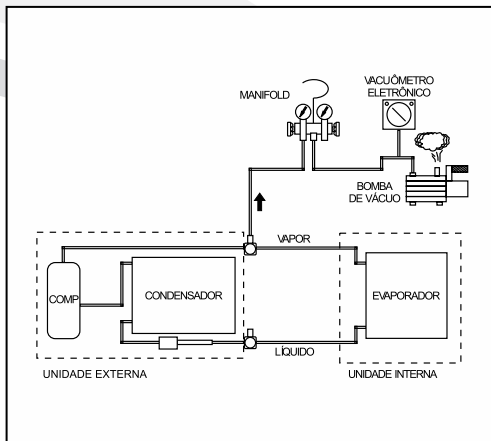 MANIFOLD
VACUÔMETRO
ELETRÔNICO
BOMBA
DE VÁCUO
VAPOR
COMP
CONDENSADOR
EVAPORADOR
LÍQUIDO
UNIDADE EXTERNA
UNIDADE INTERNA